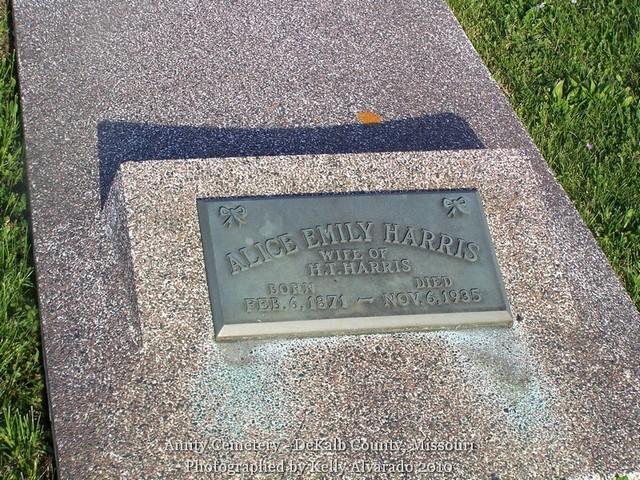 ALICE EMILY HARRIS
WIFE OF
H.T. HARRIS
BORN DIED
FEB. 6, 1871 — NOV. 6, 1935
Amity Cemetery - DeKalb County, Missouri
Photographed by Kelly Alvarado 2010